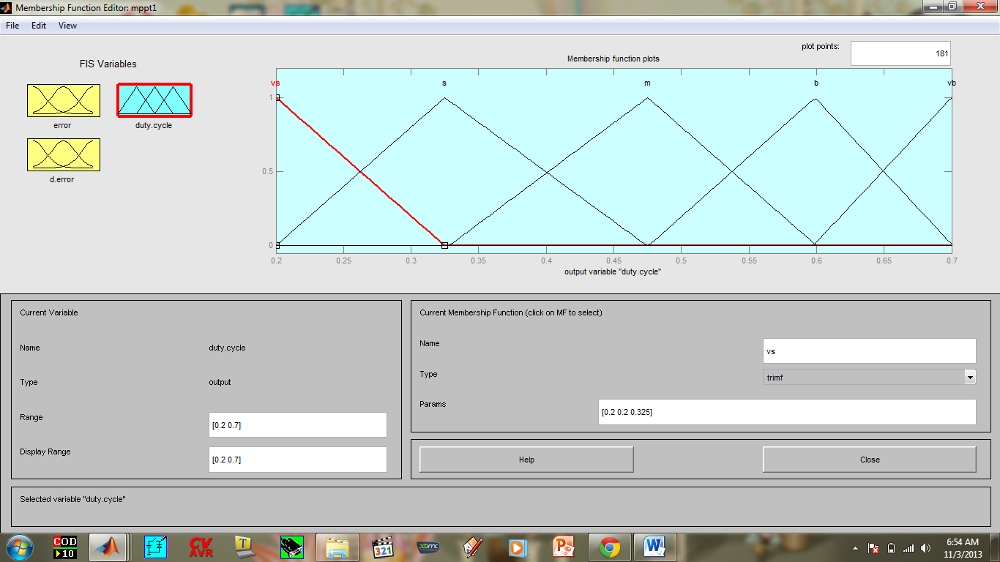 Membership Function Editor: mppt1
File Edit View
FIS Variables
error
duty.cycle
d.error
plot points:
181
Membership function plots
vs s m b vb
1
0.5
0
0.2 0.25 0.3 0.35 0.4 0.45 0.5 0.55 0.6 0.65 0.7
output variable "duty.cycle"
Current Variable
Name duty.cycle
Type output
Range [0.2 0.7]
Display Range [0.2 0.7]
Current Membership Function (click on MF to select)
Name vs
Type trimf
Params [0.2 0.2 0.325]
Help Close
Selected variable "duty.cycle"
COD
10
CV
AVR
T
321
xbmc
P
W
6:54 AM
11/3/2013